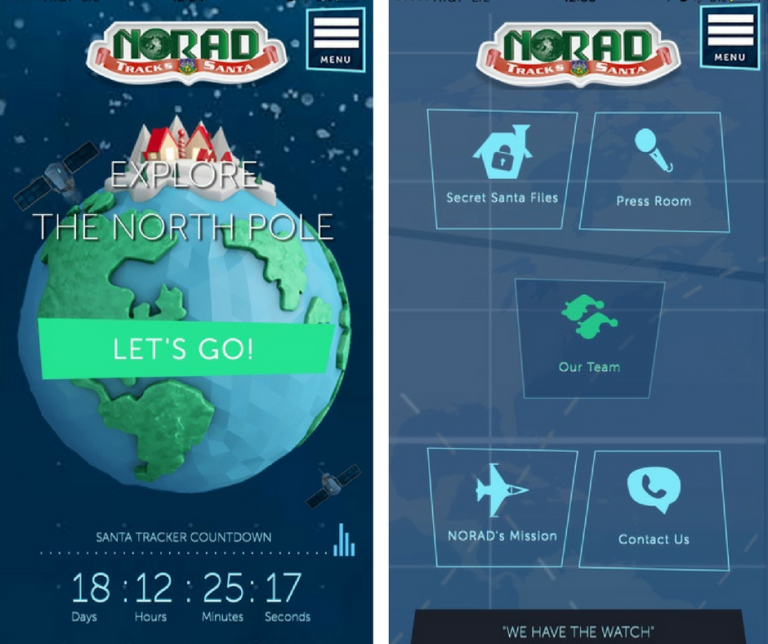 NORAD
TRACKS SANTA
MENU
EXPLORE
THE NORTH POLE
LET'S GO!
SANTA TRACKER COUNTDOWN
18 : 12 : 25 : 17
Days Hours Minutes Seconds
NORAD
TRACKS SANTA
MENU
Secret Santa Files
Press Room
Our Team
NORAD's Mission
Contact Us
"WE HAVE THE WATCH"